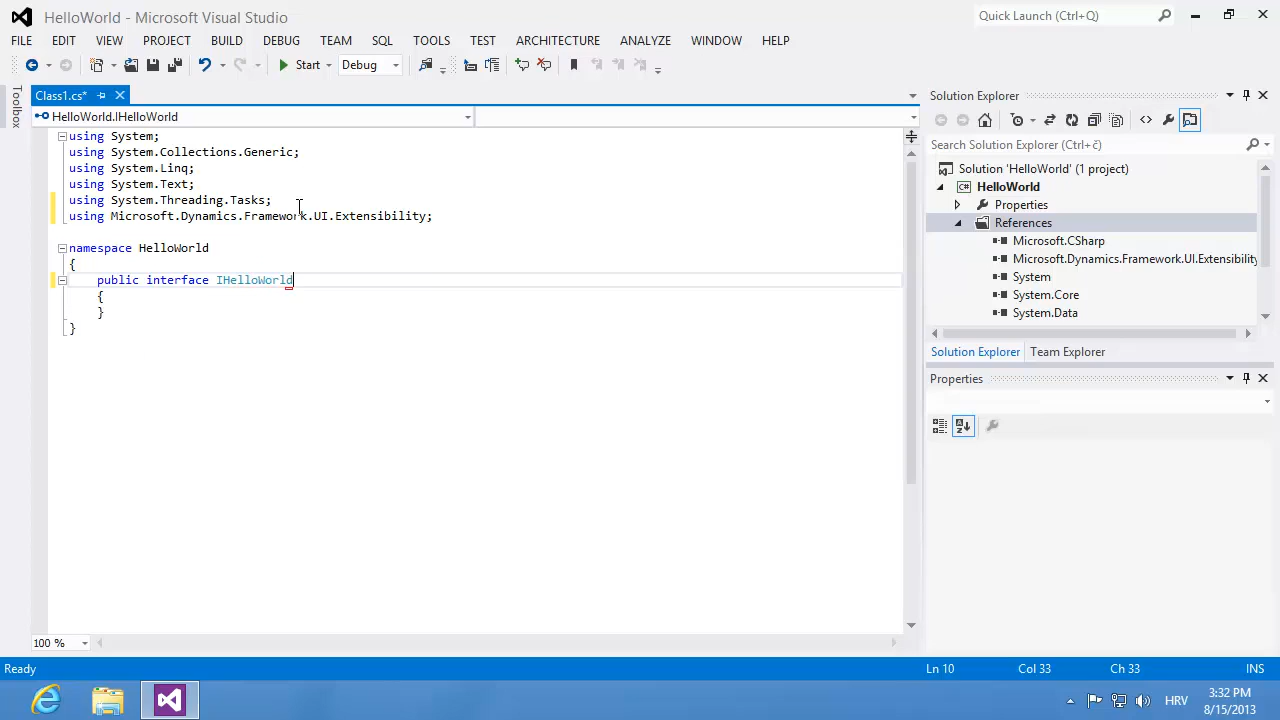 HelloWorld - Microsoft Visual Studio
Quick Launch (Ctrl+Q)
FILE EDIT VIEW PROJECT BUILD DEBUG TEAM SQL TOOLS TEST ARCHITECTURE ANALYZE WINDOW HELP
Start Debug
Toolbox
Class1.cs*
HelloWorld.IHelloWorld
using System;
using System.Collections.Generic;
using System.Linq;
using System.Text;
using System.Threading.Tasks;
using Microsoft.Dynamics.Framework.UI.Extensibility;
namespace HelloWorld
{
public interface IHelloWorld
{
}
}
100 %
Solution Explorer
Search Solution Explorer (Ctrl+č)
Solution 'HelloWorld' (1 project)
C# HelloWorld
Properties
References
Microsoft.CSharp
Microsoft.Dynamics.Framework.UI.Extensibility
System
System.Core
System.Data
Solution Explorer Team Explorer
Properties
Ready Ln 10 Col 33 Ch 33 INS
HRV
3:32 PM
8/15/2013